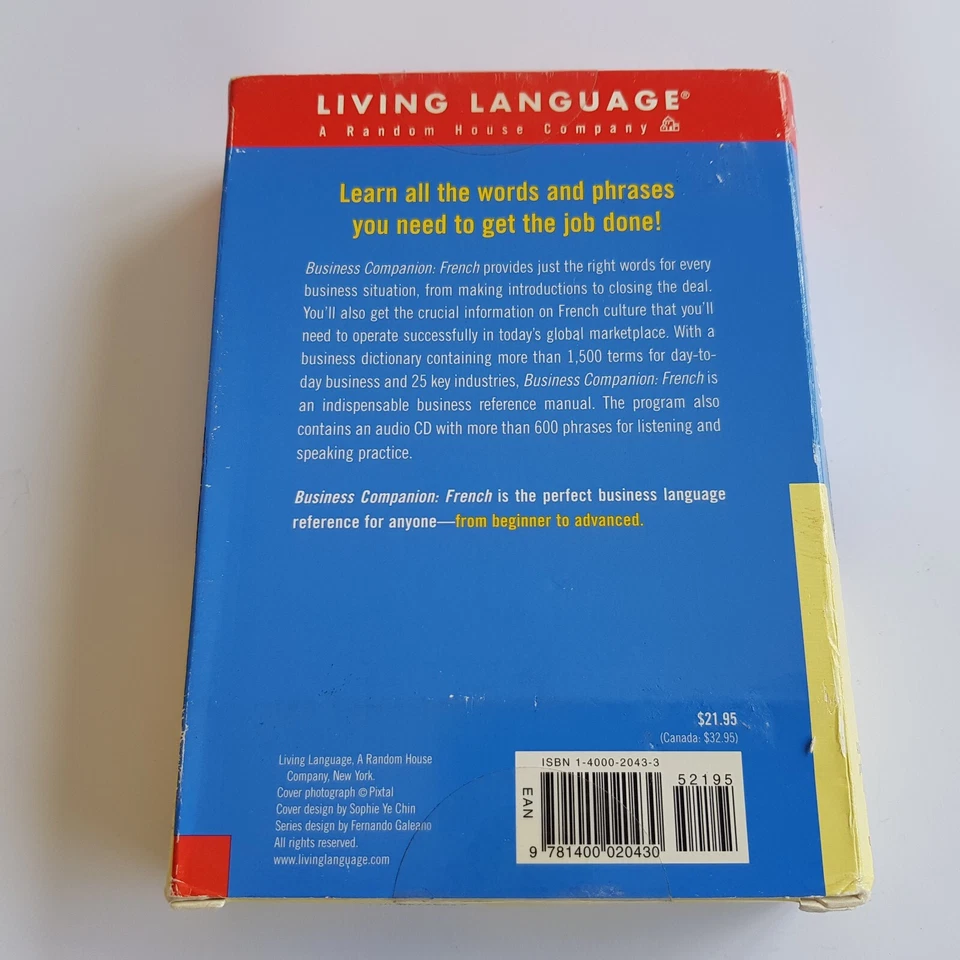 LIVING LANGUAGE®
A Random House Company
Learn all the words and phrases
you need to get the job done!
Business Companion: French provides just the right words for every
business situation, from making introductions to closing the deal.
You'll also get the crucial information on French culture that you'll
need to operate successfully in today's global marketplace. With a
business dictionary containing more than 1,500 terms for day-to-
day business and 25 key industries, Business Companion: French is
an indispensable business reference manual. The program also
contains an audio CD with more than 600 phrases for listening and
speaking practice.
Business Companion: French is the perfect business language
reference for anyone—from beginner to advanced.
$21.95
(Canada: $32.95)
Living Language, A Random House
Company, New York.
Cover photograph © Pixtal
Cover design by Sophie Ye Chin
Series design by Fernando Galeano
All rights reserved.
www.livinglanguage.com
ISBN 1-4000-2043-3
52195
EAN
9 781400 020430